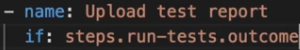 - name: Upload test report
if: steps.run-tests.outcome